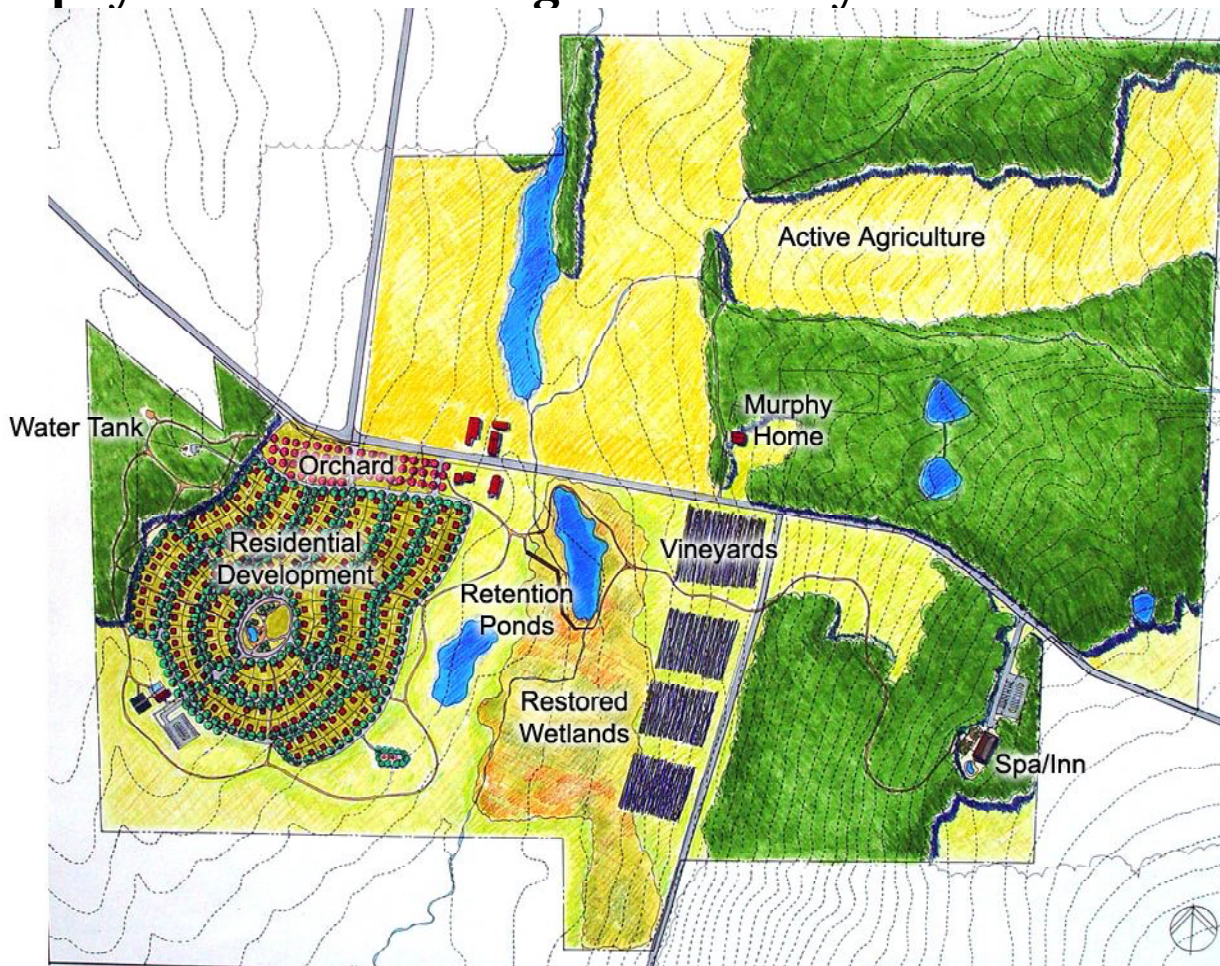 Active Agriculture
Murphy
Home
Water Tank
Orchard
Residential
Development
Vineyards
Retention
Ponds
Restored
Wetlands
Spa/Inn